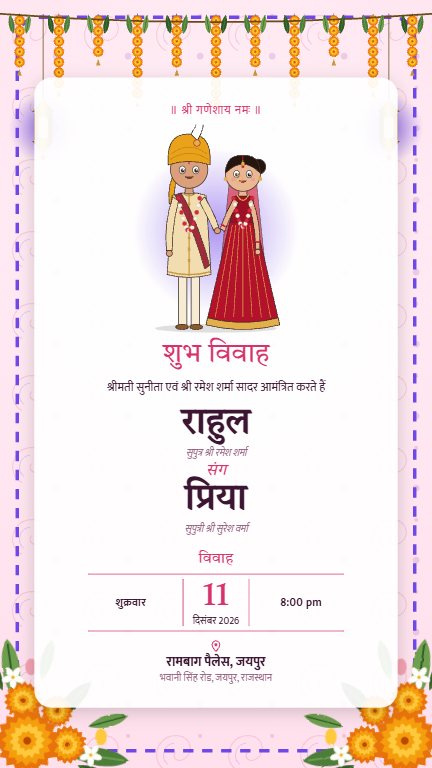 ॥ श्री गणेशाय नमः ॥
शुभ विवाह
श्रीमती सुनीता एवं श्री रमेश शर्मा सादर आमंत्रित करते हैं
राहुल
सुपुत्र श्री रमेश शर्मा
संग
प्रिया
सुपुत्री श्री सुरेश वर्मा
विवाह
शुक्रवार
11
दिसंबर 2026
8:00 pm
रामबाग पैलेस, जयपुर
भवानी सिंह रोड, जयपुर, राजस्थान